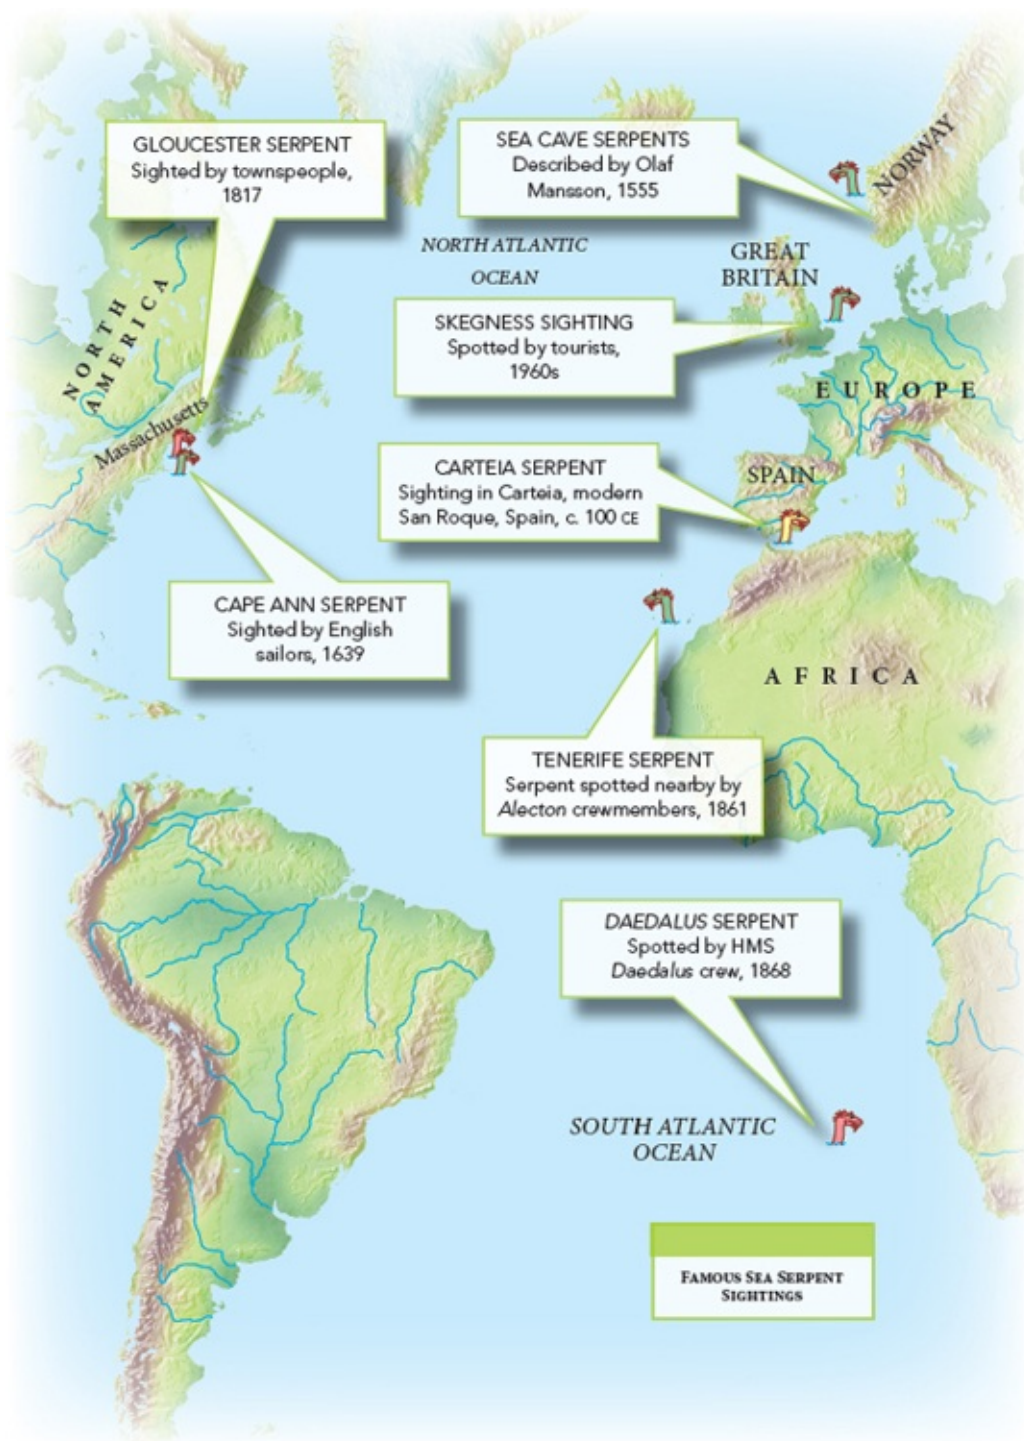 GLOUCESTER SERPENT
Sighted by townspeople,
1817
SEA CAVE SERPENTS
Described by Olaf
Mansson, 1555
NORWAY
NORTH ATLANTIC
OCEAN
GREAT
BRITAIN
NORTH
AMERICA
SKEGNESS SIGHTING
Spotted by tourists,
1960s
EUROPE
Massachusetts
CARTEIA SERPENT
Sighting in Carteia, modern
San Roque, Spain, c. 100 CE
SPAIN
CAPE ANN SERPENT
Sighted by English
sailors, 1639
AFRICA
TENERIFE SERPENT
Serpent spotted nearby by
Alecton crewmembers, 1861
DAEDALUS SERPENT
Spotted by HMS
Daedalus crew, 1868
SOUTH ATLANTIC
OCEAN
FAMOUS SEA SERPENT
SIGHTINGS